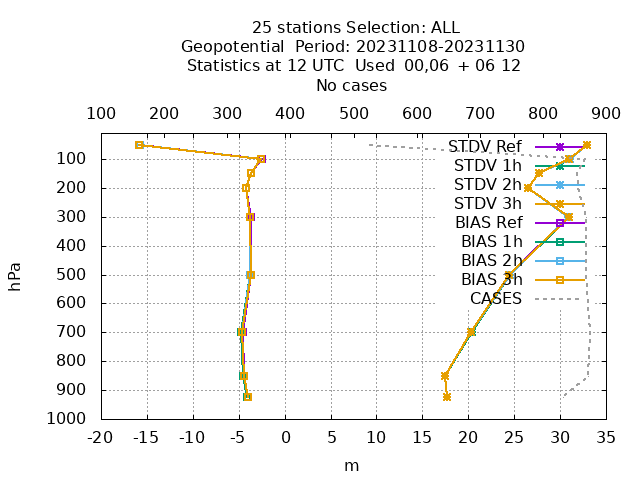 25 stations Selection: ALL
Geopotential  Period: 20231108-20231130
Statistics at 12 UTC  Used  00,06  + 06 12
No cases
100 200 300 400 500 600 700 800 900
STDV Ref
STDV 1h
STDV 2h
STDV 3h
BIAS Ref
BIAS 1h
BIAS 2h
BIAS 3h
CASES
hPa
100
200
300
400
500
600
700
800
900
1000
-20 -15 -10 -5 0 5 10 15 20 25 30 35
m